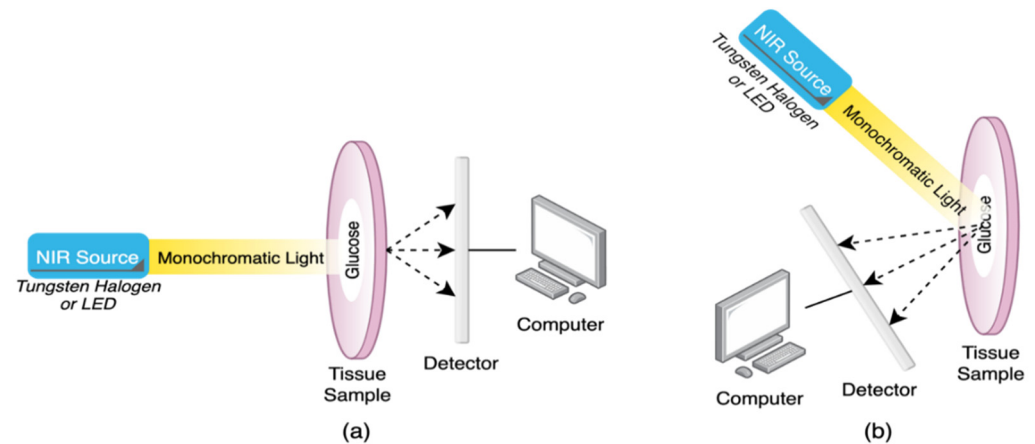 NIR Source
Monochromatic Light
Tungsten Halogen
or LED
Glucose
Tissue
Sample
Detector
Computer
(a)
NIR Source
Tungsten Halogen
or LED
Monochromatic Light
Glucose
Tissue
Sample
Detector
Computer
(b)